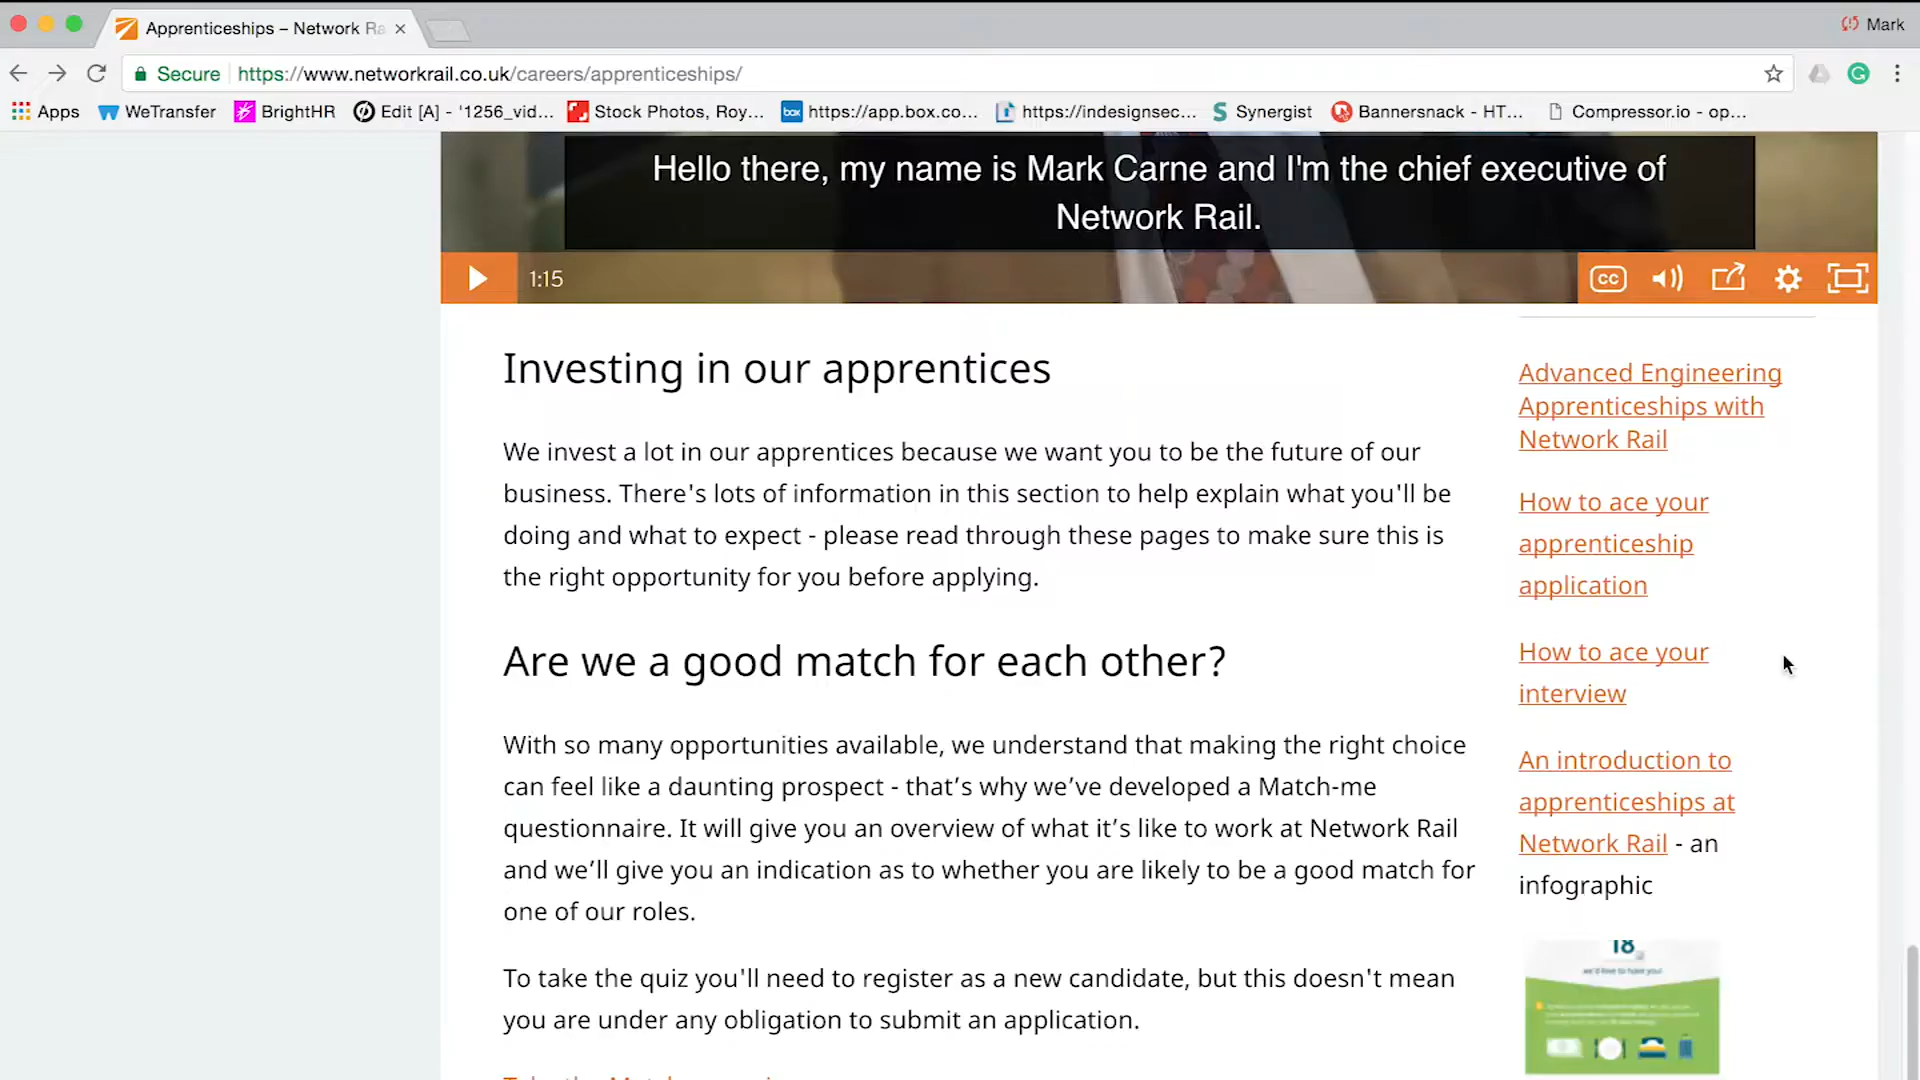 Apprenticeships – Network Ra
Mark
Secure https://www.networkrail.co.uk/careers/apprenticeships/
Apps WeTransfer BrightHR Edit [A] - '1256_vid... Stock Photos, Roy... https://app.box.co... https://indesignsec... Synergist Bannersnack - HT... Compressor.io - op...
Hello there, my name is Mark Carne and I'm the chief executive of
Network Rail.
1:15
CC
Investing in our apprentices
We invest a lot in our apprentices because we want you to be the future of our
business. There's lots of information in this section to help explain what you'll be
doing and what to expect - please read through these pages to make sure this is
the right opportunity for you before applying.
Are we a good match for each other?
With so many opportunities available, we understand that making the right choice
can feel like a daunting prospect - that’s why we’ve developed a Match-me
questionnaire. It will give you an overview of what it’s like to work at Network Rail
and we’ll give you an indication as to whether you are likely to be a good match for
one of our roles.
To take the quiz you'll need to register as a new candidate, but this doesn't mean
you are under any obligation to submit an application.
Advanced Engineering
Apprenticeships with
Network Rail
How to ace your
apprenticeship
application
How to ace your
interview
An introduction to
apprenticeships at
Network Rail - an
infographic
18
we'd love to have you!